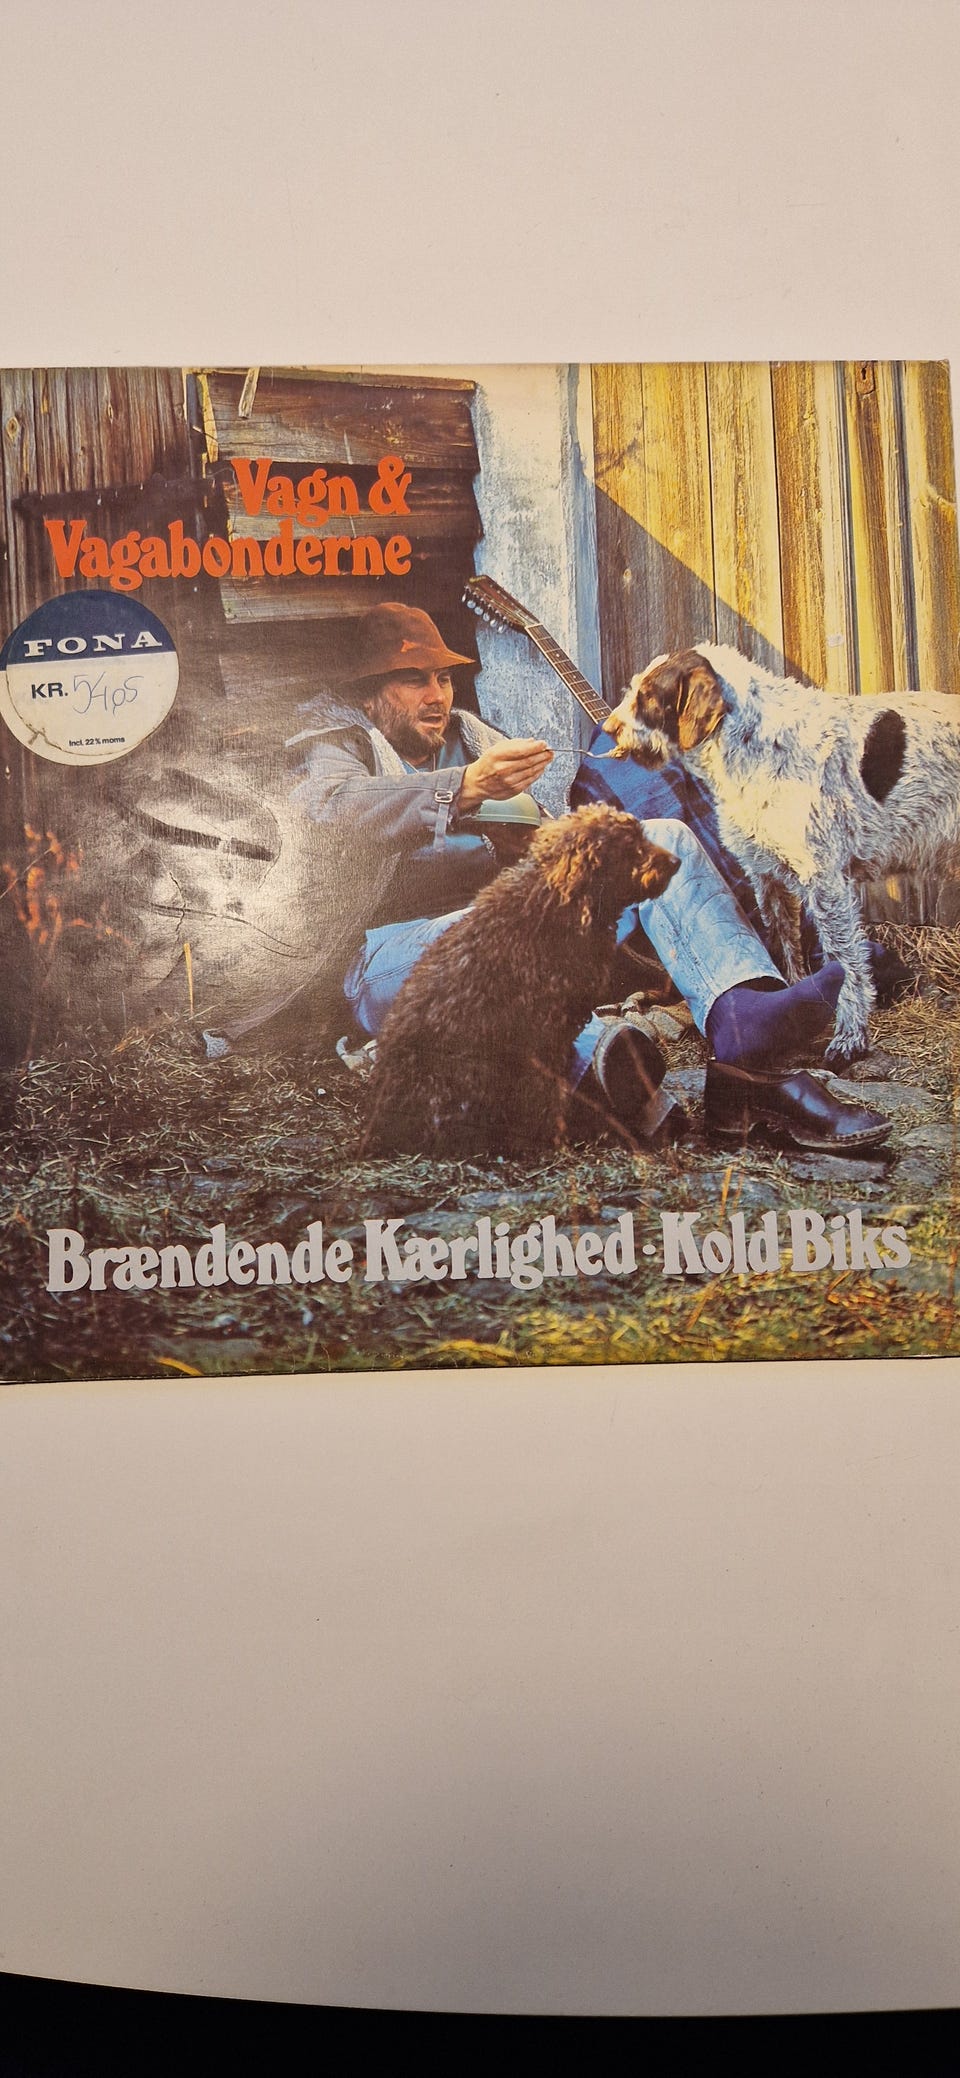 Vagn &
Vagabonderne
FONA
KR. 54,05
Incl. 22% moms
Brændende Kærlighed · Kold Biks